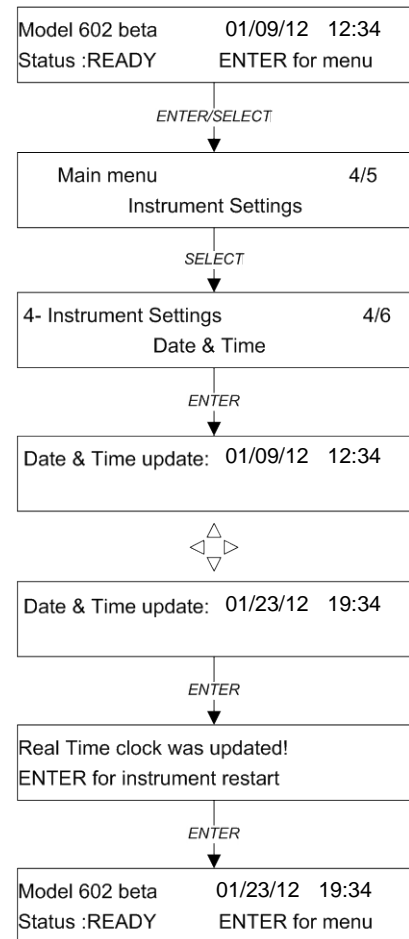 Model 602 beta 01/09/12 12:34
Status :READY ENTER for menu
ENTER/SELECT
Main menu 4/5
Instrument Settings
SELECT
4- Instrument Settings 4/6
Date & Time
ENTER
Date & Time update: 01/09/12 12:34
Date & Time update: 01/23/12 19:34
ENTER
Real Time clock was updated!
ENTER for instrument restart
ENTER
Model 602 beta 01/23/12 19:34
Status :READY ENTER for menu